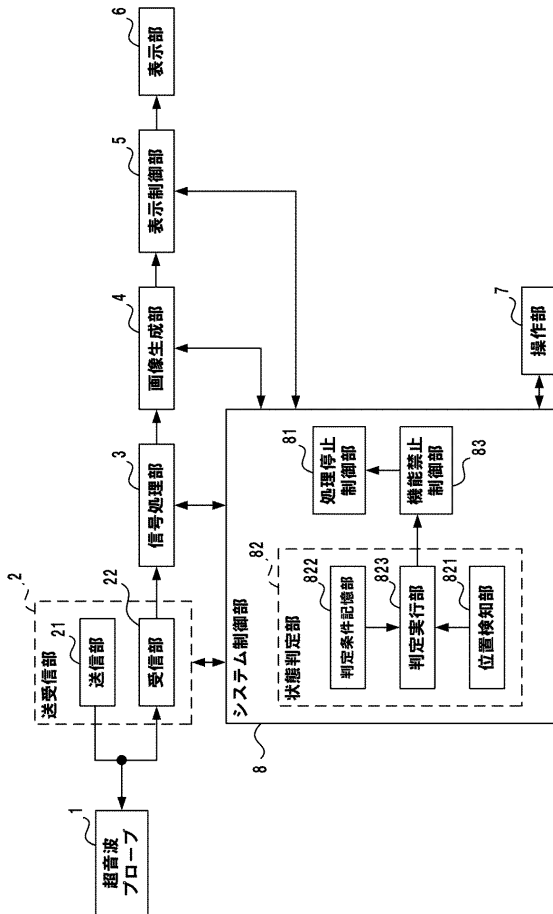 1
超音波
プローブ
2
送受信部
21
送信部
22
受信部
3
信号処理部
4
画像生成部
5
表示制御部
6
表示部
7
操作部
8
システム制御部
81
処理停止
制御部
82
状態判定部
822
判定条件記憶部
823
判定実行部
821
位置検知部
機能禁止
制御部
83